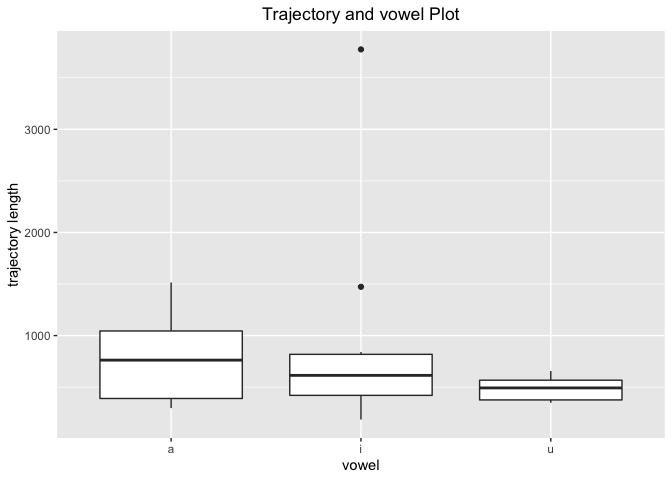 Trajectory and vowel Plot
trajectory length
3000
2000
1000
a
i
u
vowel